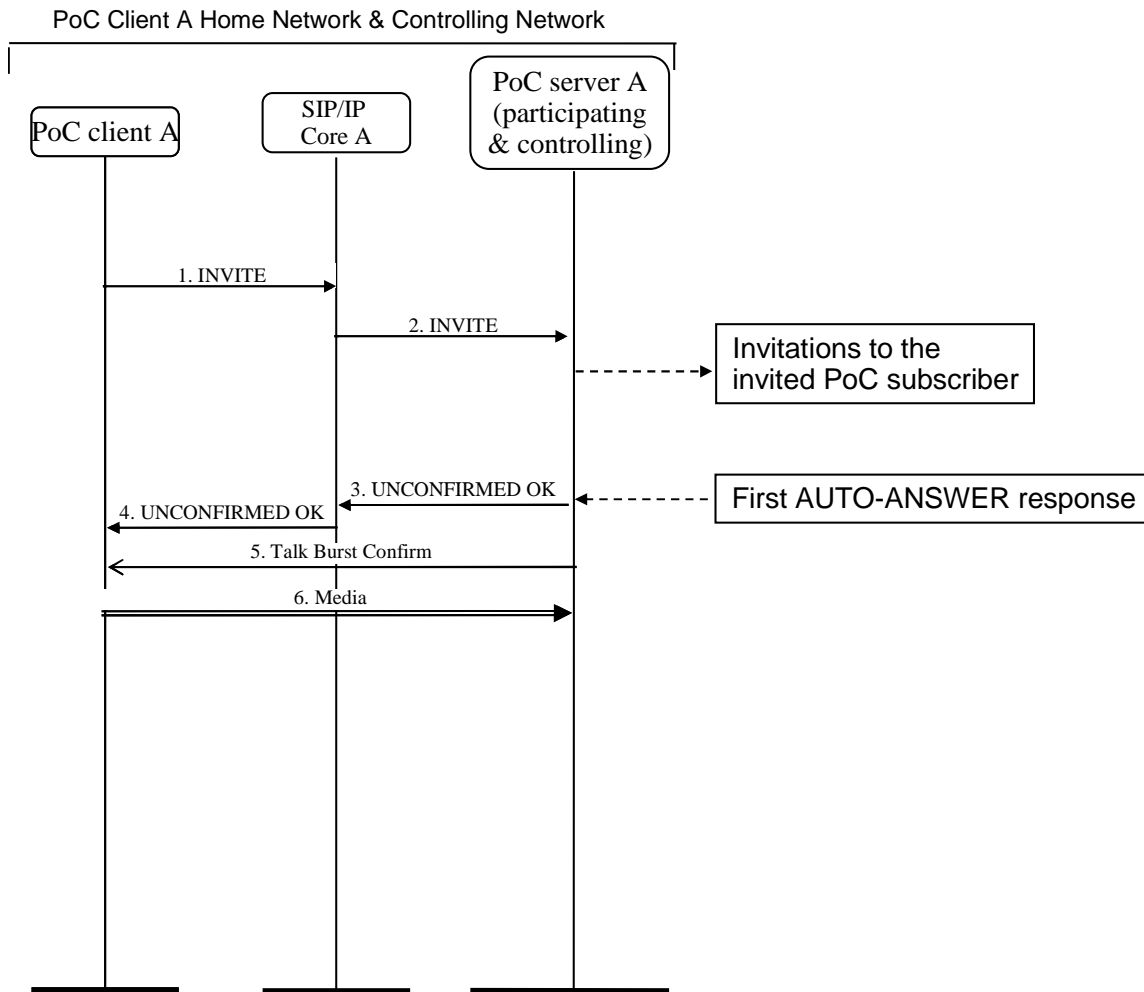 PoC Client A Home Network & Controlling Network
PoC client A
SIP/IP
Core A
PoC server A
(participating
& controlling)
1. INVITE
2. INVITE
Invitations to the
invited PoC subscriber
3. UNCONFIRMED OK
First AUTO-ANSWER response
4. UNCONFIRMED OK
5. Talk Burst Confirm
6. Media